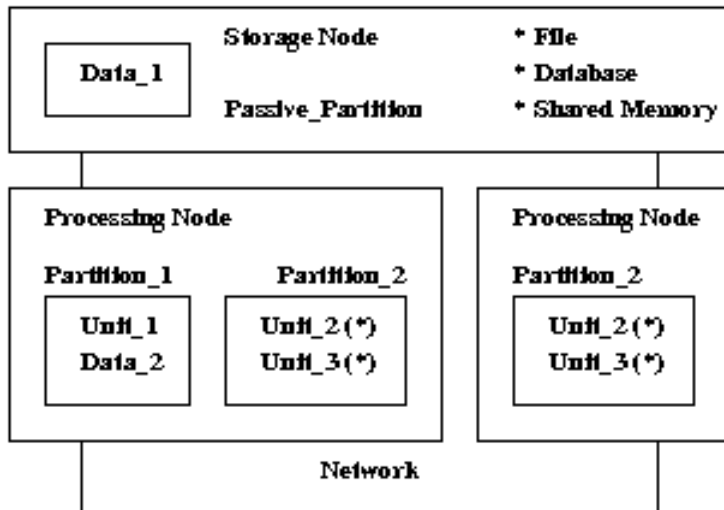 Storage Node * File
Data_1 * Database
Passive_Partition * Shared Memory
Processing Node
Partition_1 Partition_2
Unit_1 Unit_2 (*)
Data_2 Unit_3 (*)
Processing Node
Partition_2
Unit_2 (*)
Unit_3 (*)
Network